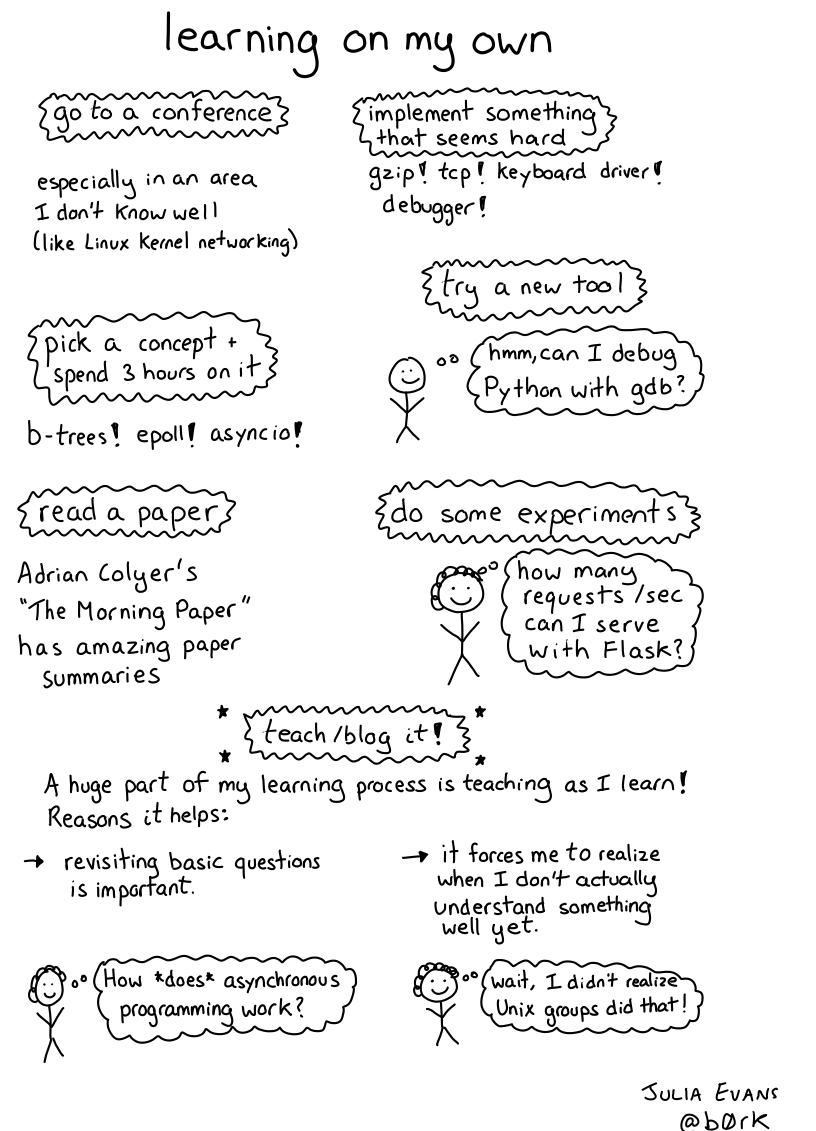 learning on my own
go to a conference
especially in an area
I don't know well
(like Linux kernel networking)
implement something
that seems hard
gzip! tcp! keyboard driver!
debugger!
try a new tool
hmm, can I debug
Python with gdb?
pick a concept +
spend 3 hours on it
b-trees! epoll! asyncio!
read a paper
Adrian Colyer's
"The Morning Paper"
has amazing paper
summaries
do some experiments
how many
requests/sec
can I serve
with Flask?
teach/blog it!
A huge part of my learning process is teaching as I learn!
Reasons it helps:
→ revisiting basic questions
is important.
How *does* asynchronous
programming work?
→ it forces me to realize
when I don't actually
understand something
well yet.
wait, I didn't realize
Unix groups did that!
JULIA EVANS
@b0rk